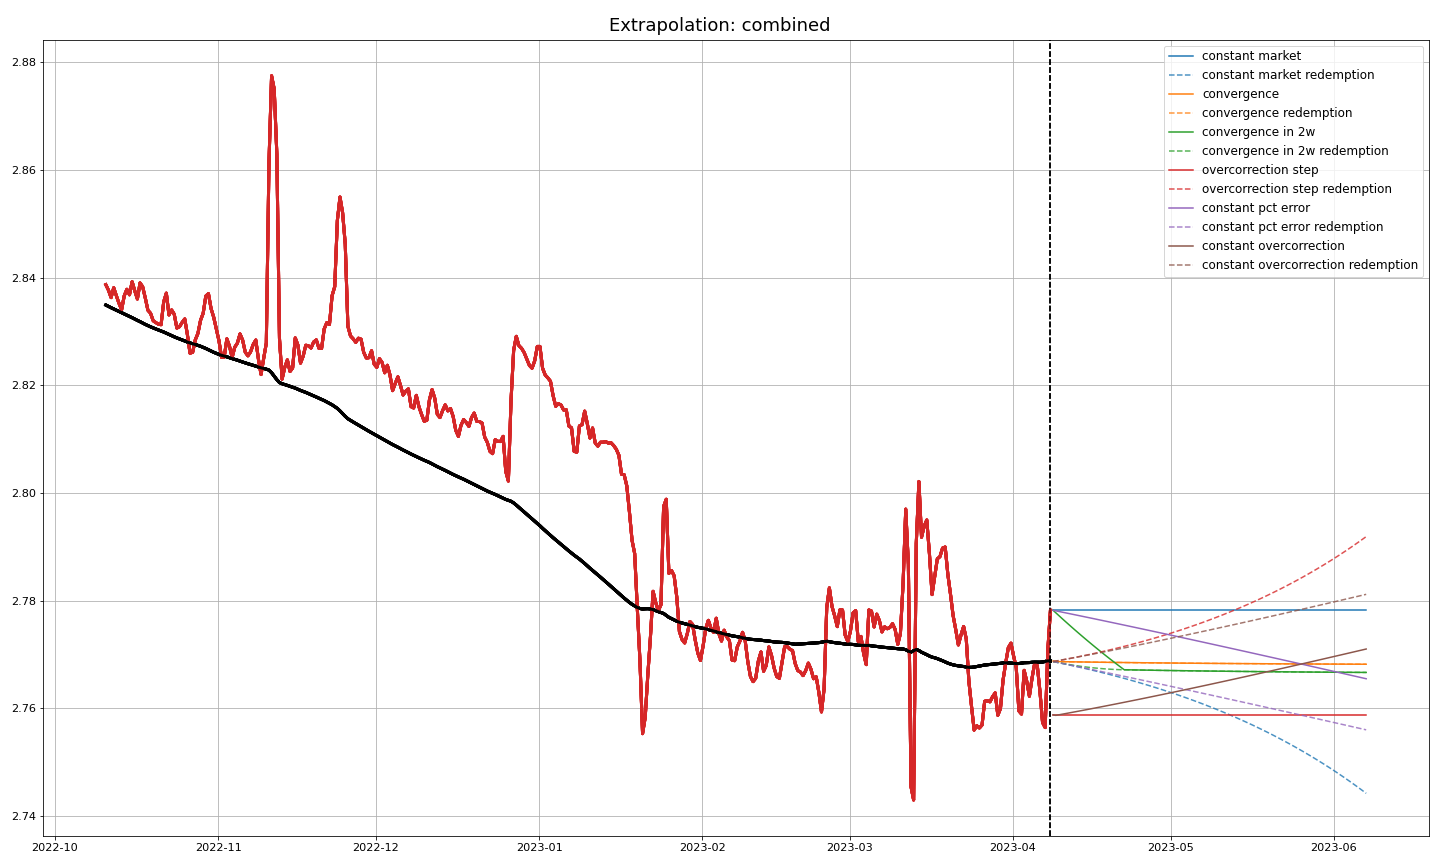 Extrapolation: combined
2.88
2.86
2.84
2.82
2.80
2.78
2.76
2.74
constant market
constant market redemption
convergence
convergence redemption
convergence in 2w
convergence in 2w redemption
overcorrection step
overcorrection step redemption
constant pct error
constant pct error redemption
constant overcorrection
constant overcorrection redemption
2022-10 2022-11 2022-12 2023-01 2023-02 2023-03 2023-04 2023-05 2023-06